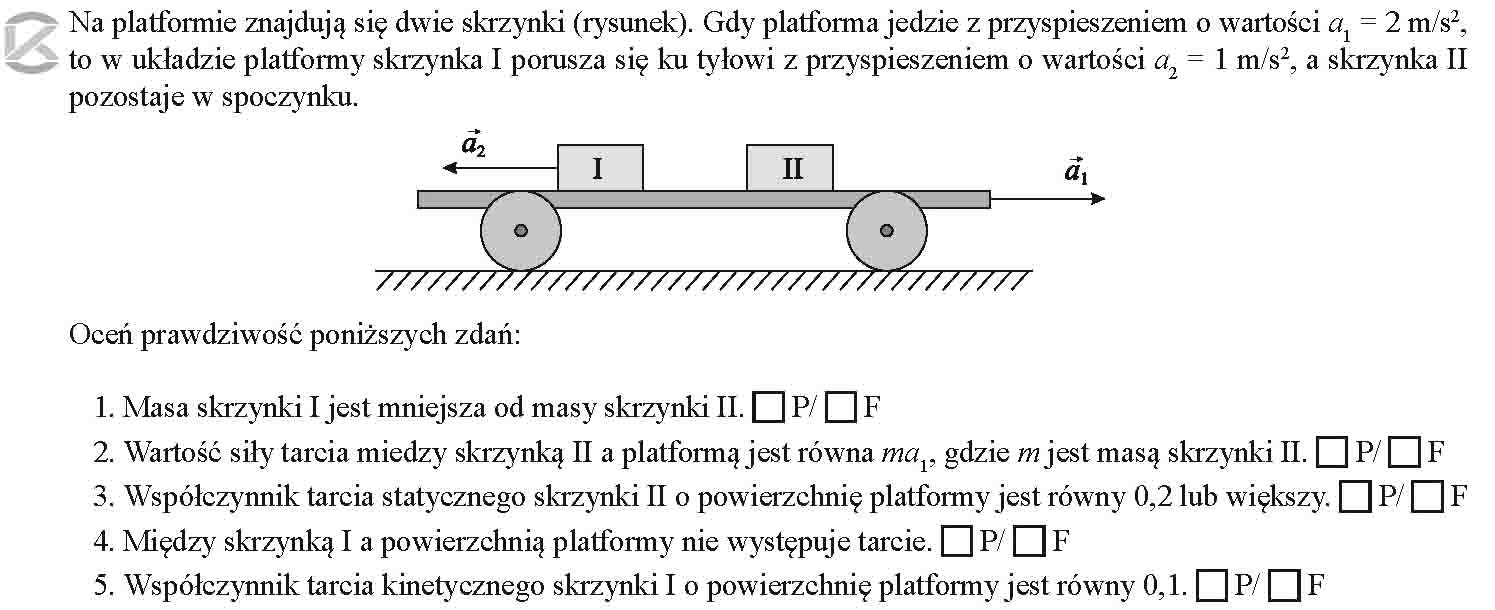 Na platformie znajdują się dwie skrzynki (rysunek). Gdy platforma jedzie z przyspieszeniem o wartości a₁ = 2 m/s²,
to w układzie platformy skrzynka I porusza się ku tyłowi z przyspieszeniem o wartości a₂ = 1 m/s², a skrzynka II
pozostaje w spoczynku.
a⃗₂
I
II
a⃗₁
Oceń prawdziwość poniższych zdań:
1. Masa skrzynki I jest mniejsza od masy skrzynki II. ☐ P/ ☐ F
2. Wartość siły tarcia miedzy skrzynką II a platformą jest równa ma₁, gdzie m jest masą skrzynki II. ☐ P/ ☐ F
3. Współczynnik tarcia statycznego skrzynki II o powierzchnię platformy jest równy 0,2 lub większy. ☐ P/ ☐ F
4. Między skrzynką I a powierzchnią platformy nie występuje tarcie. ☐ P/ ☐ F
5. Współczynnik tarcia kinetycznego skrzynki I o powierzchnię platformy jest równy 0,1. ☐ P/ ☐ F